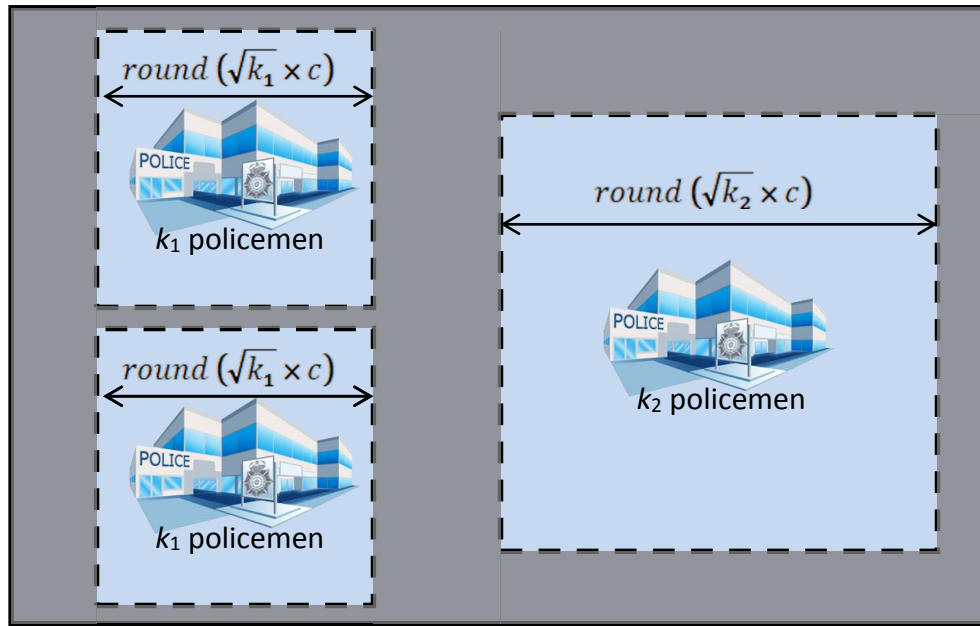 round (√k₁ × c)
POLICE
k₁ policemen
round (√k₁ × c)
POLICE
k₁ policemen
round (√k₂ × c)
POLICE
k₂ policemen